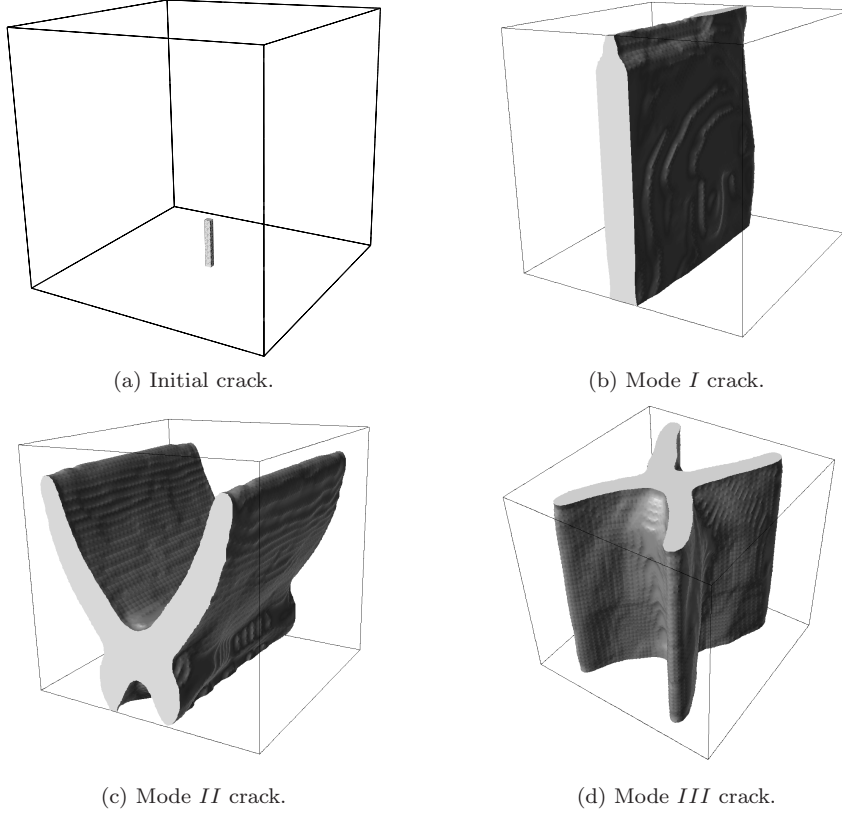 (a) Initial crack.
(b) Mode I crack.
(c) Mode II crack.
(d) Mode III crack.